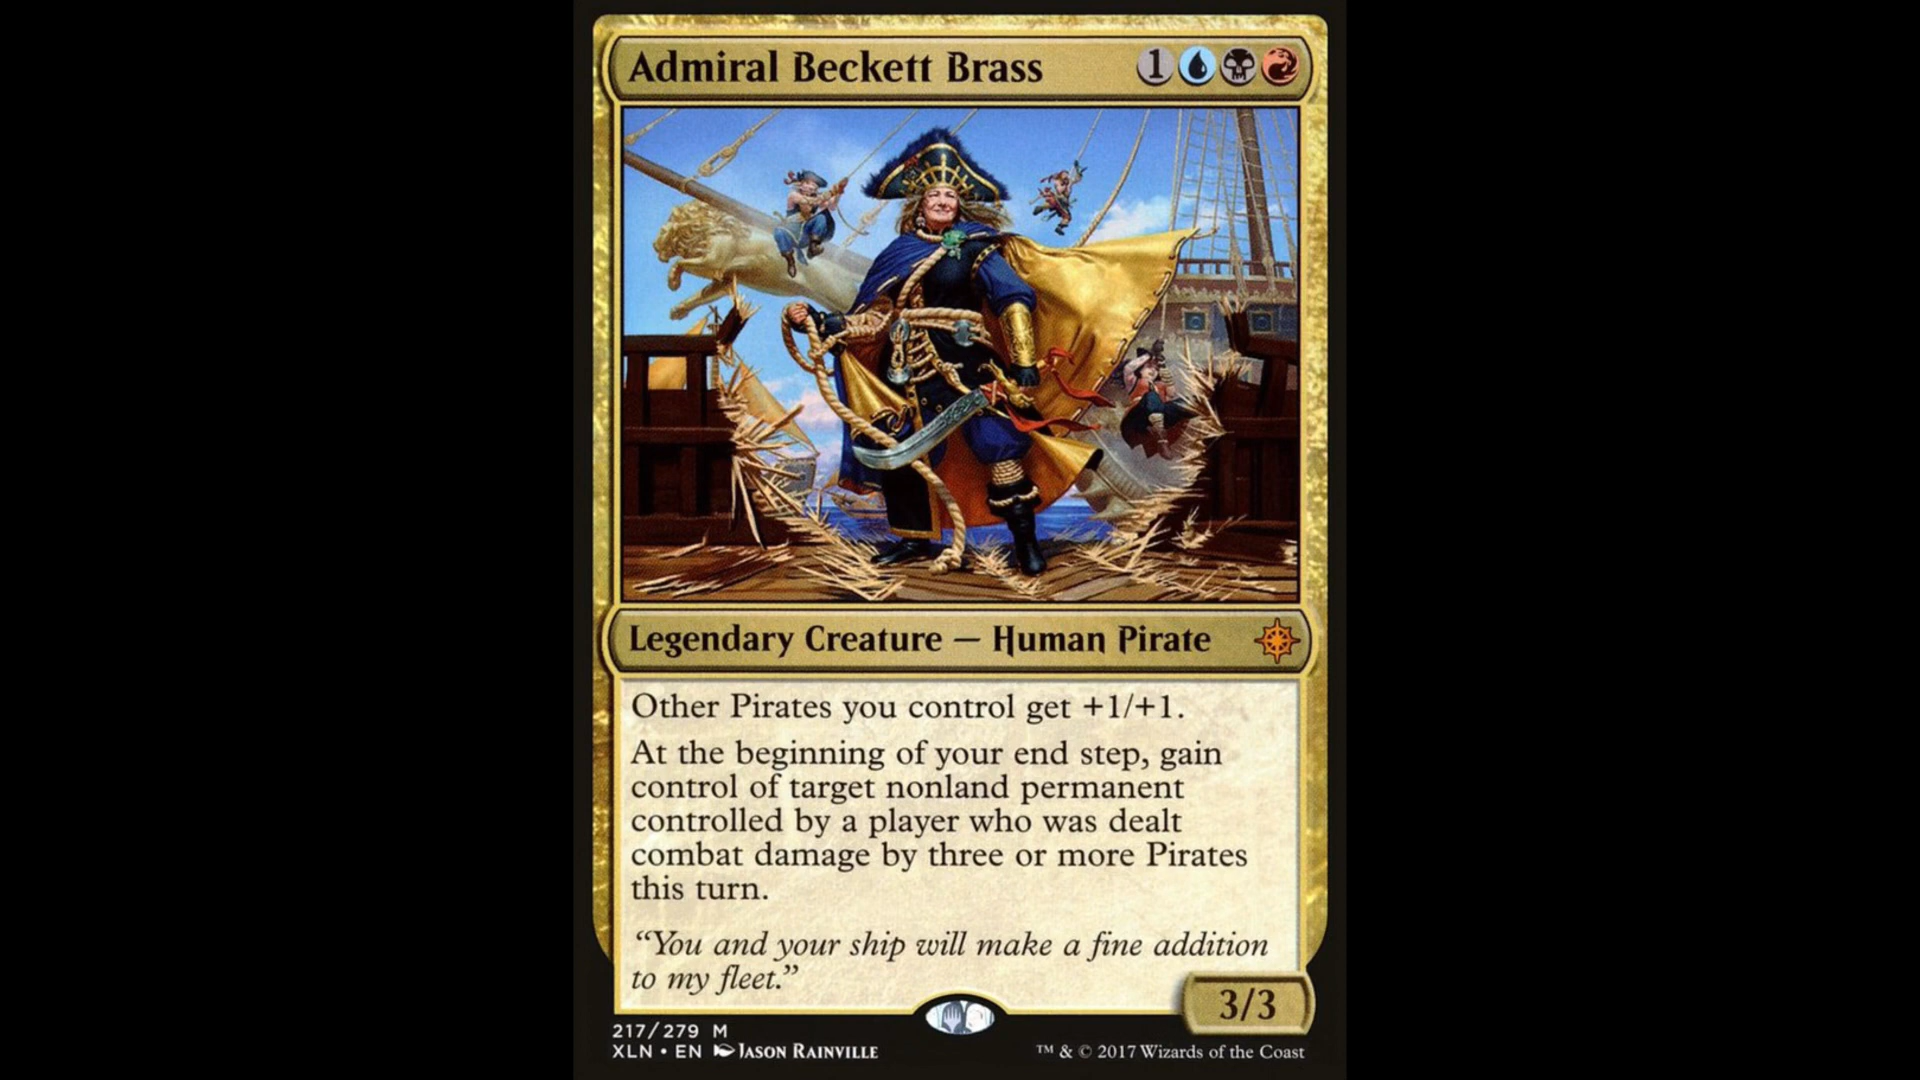 Admiral Beckett Brass 1
Legendary Creature — Human Pirate
Other Pirates you control get +1/+1.
At the beginning of your end step, gain
control of target nonland permanent
controlled by a player who was dealt
combat damage by three or more Pirates
this turn.
“You and your ship will make a fine addition
to my fleet.”
3/3
217/279 M
XLN • EN Jason Rainville
™ & © 2017 Wizards of the Coast